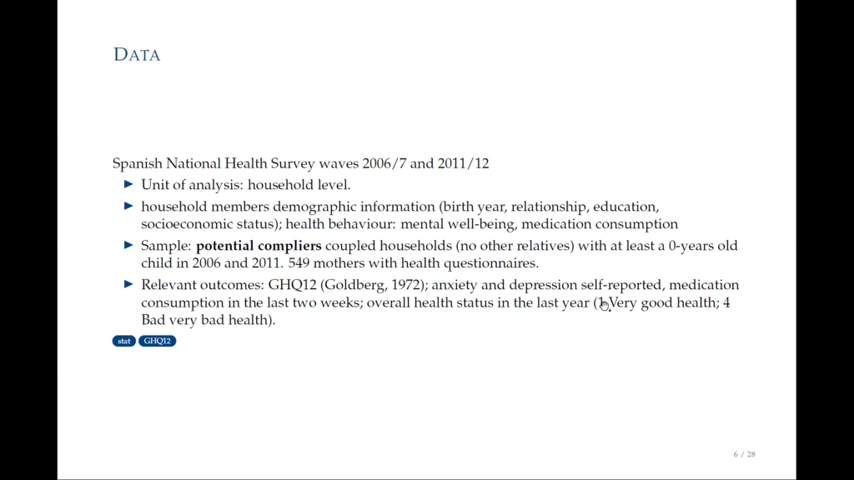 DATA
Spanish National Health Survey waves 2006/7 and 2011/12
Unit of analysis: household level.
household members demographic information (birth year, relationship, education,
socioeconomic status); health behaviour: mental well-being, medication consumption
Sample: potential compliers coupled households (no other relatives) with at least a 0-years old
child in 2006 and 2011. 549 mothers with health questionnaires.
Relevant outcomes: GHQ12 (Goldberg, 1972); anxiety and depression self-reported, medication
consumption in the last two weeks; overall health status in the last year (1 Very good health; 4
Bad very bad health).
stat GHQ12
6 / 28